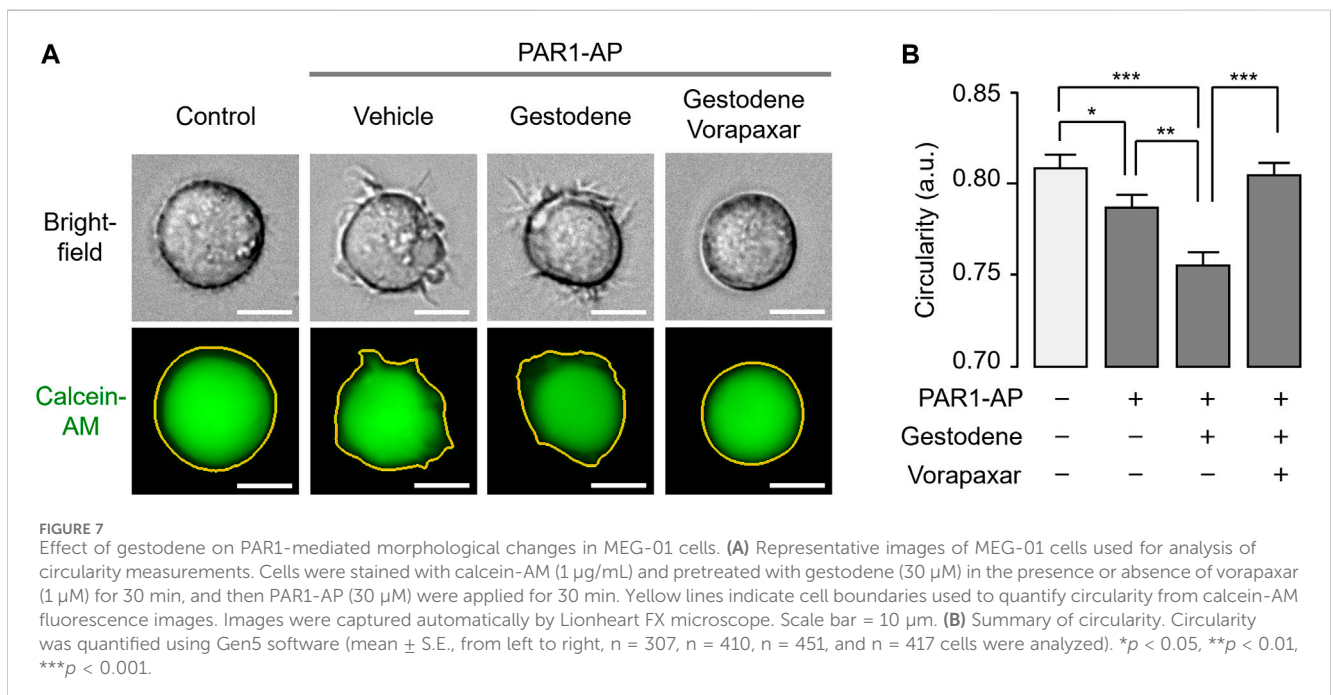 A
PAR1-AP
Control
Vehicle
Gestodene
Gestodene
Vorapaxar
Bright-
field
Calcein-
AM
B
***
***
*
**
0.85
0.80
0.75
0.70
Circularity (a.u.)
PAR1-AP − + + +
Gestodene − − + +
Vorapaxar − − − +
FIGURE 7
Effect of gestodene on PAR1-mediated morphological changes in MEG-01 cells. (A) Representative images of MEG-01 cells used for analysis of
circularity measurements. Cells were stained with calcein-AM (1 µg/mL) and pretreated with gestodene (30 µM) in the presence or absence of vorapaxar
(1 µM) for 30 min, and then PAR1-AP (30 µM) were applied for 30 min. Yellow lines indicate cell boundaries used to quantify circularity from calcein-AM
fluorescence images. Images were captured automatically by Lionheart FX microscope. Scale bar = 10 µm. (B) Summary of circularity. Circularity
was quantified using Gen5 software (mean ± S.E., from left to right, n = 307, n = 410, n = 451, and n = 417 cells were analyzed). *p < 0.05, **p < 0.01,
***p < 0.001.